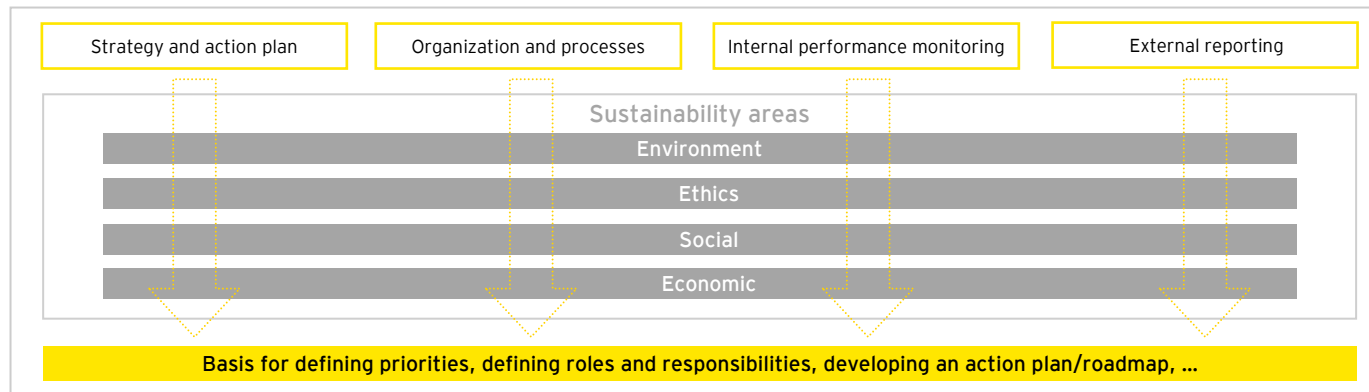 Strategy and action plan
Organization and processes
Internal performance monitoring
External reporting
Sustainability areas
Environment
Ethics
Social
Economic
Basis for defining priorities, defining roles and responsibilities, developing an action plan/roadmap, ...